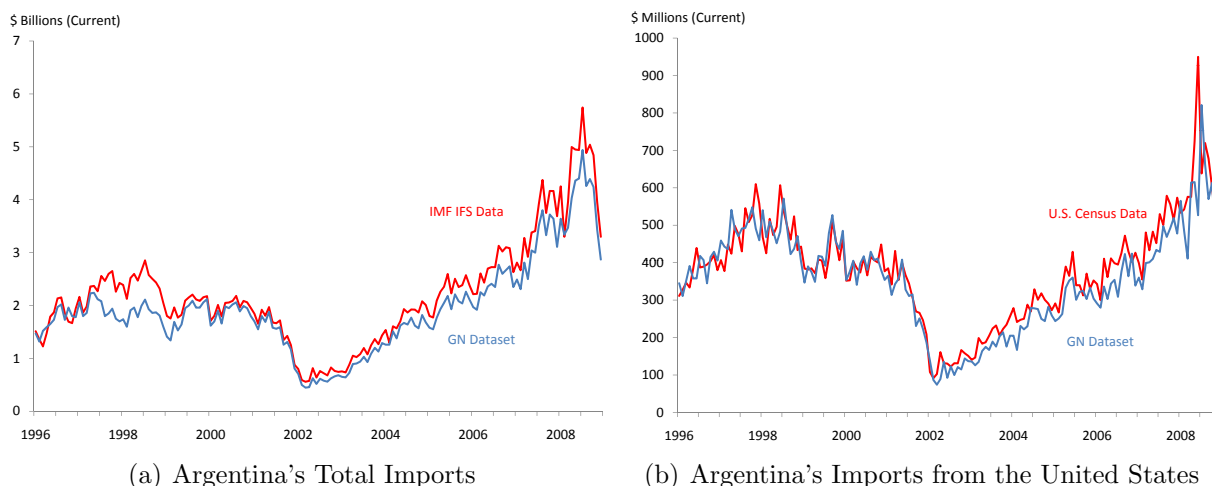 $ Billions (Current)
7
6
5
4
3
2
1
0
IMF IFS Data
GN Dataset
1996 1998 2000 2002 2004 2006 2008
(a) Argentina's Total Imports
$ Millions (Current)
1000
900
800
700
600
500
400
300
200
100
0
U.S. Census Data
GN Dataset
1996 1998 2000 2002 2004 2006 2008
(b) Argentina's Imports from the United States